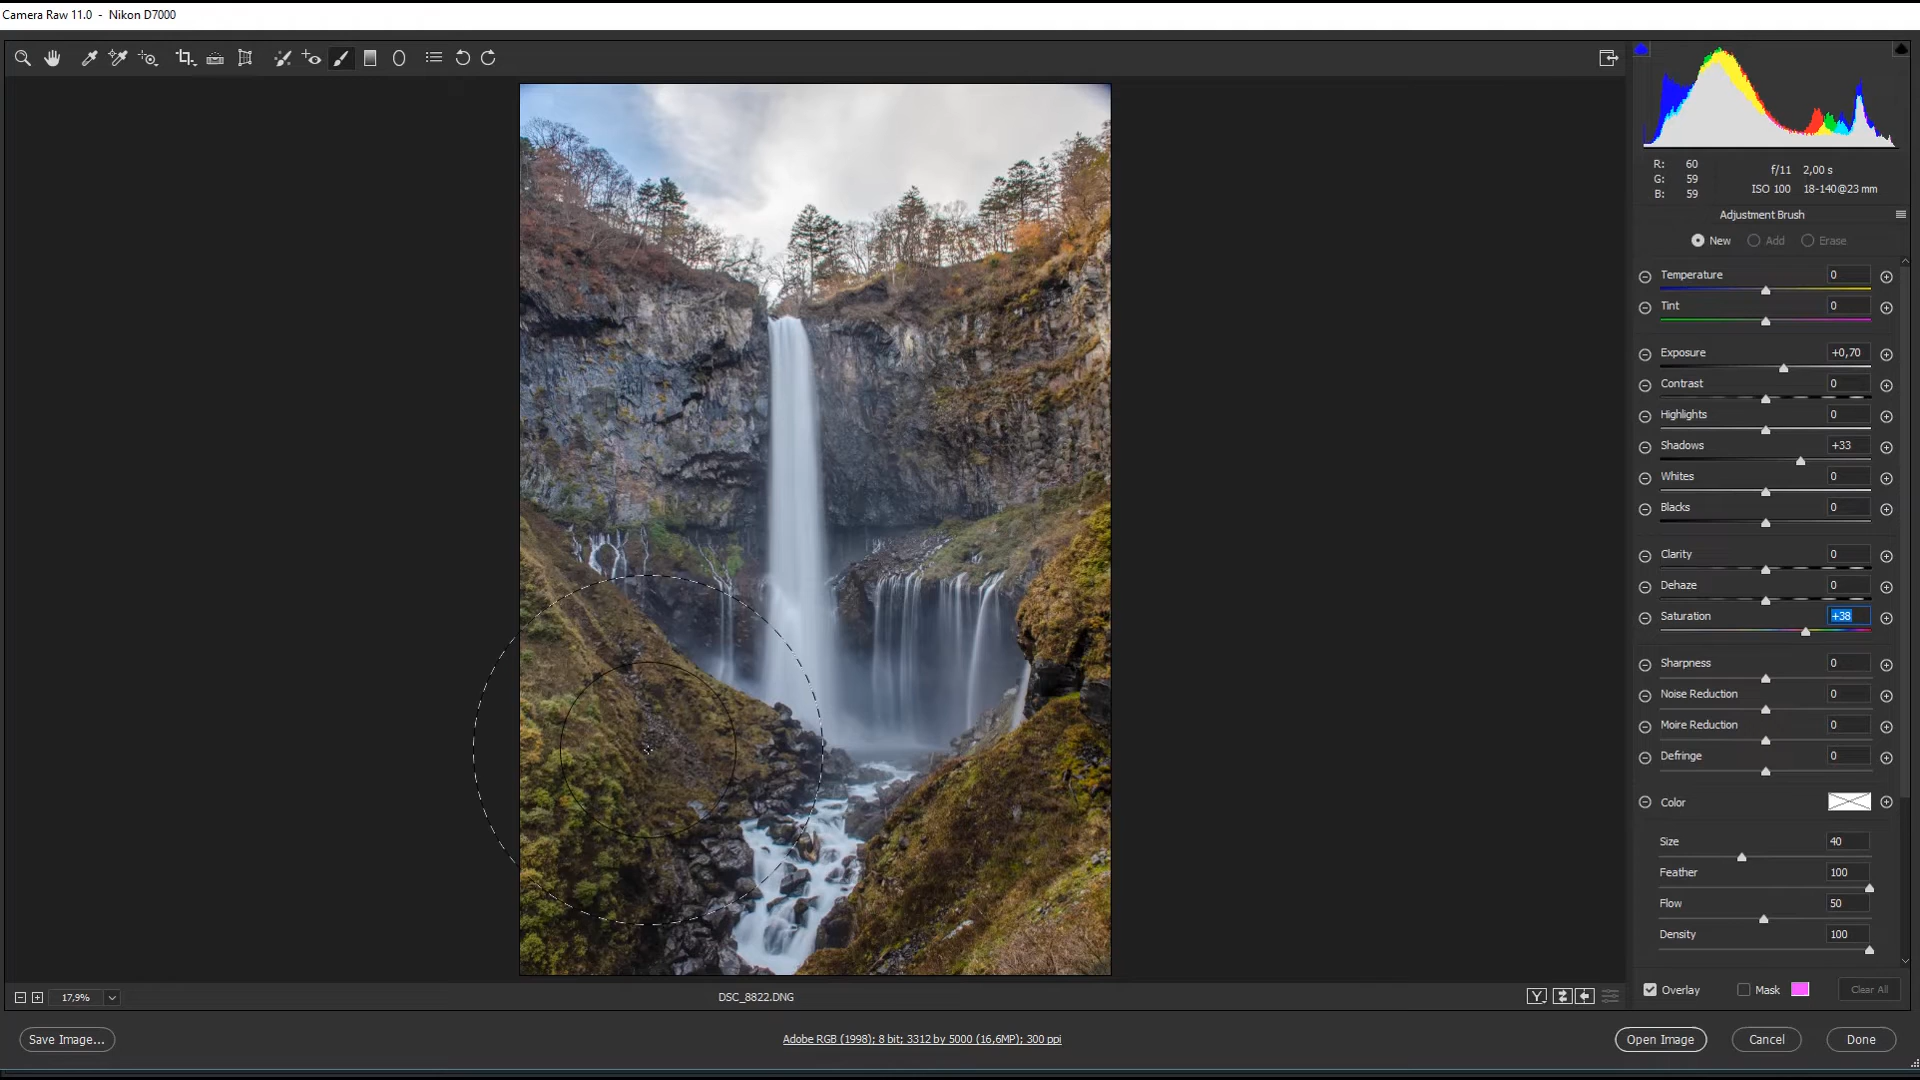 Camera Raw 11.0 - Nikon D7000
R: 60
G: 59
B: 59
f/11 2,00 s
ISO 100 18-140@23 mm
Adjustment Brush
New Add Erase
Temperature 0
Tint 0
Exposure +0,70
Contrast 0
Highlights 0
Shadows +33
Whites 0
Blacks 0
Clarity 0
Dehaze 0
Saturation +38
Sharpness 0
Noise Reduction 0
Moire Reduction 0
Defringe 0
Color
Size 40
Feather 100
Flow 50
Density 100
Overlay Mask Clear All
17,9% DSC_8822.DNG Y
Save Image... Adobe RGB (1998); 8 bit; 3312 by 5000 (16,6MP); 300 ppi Open Image Cancel Done